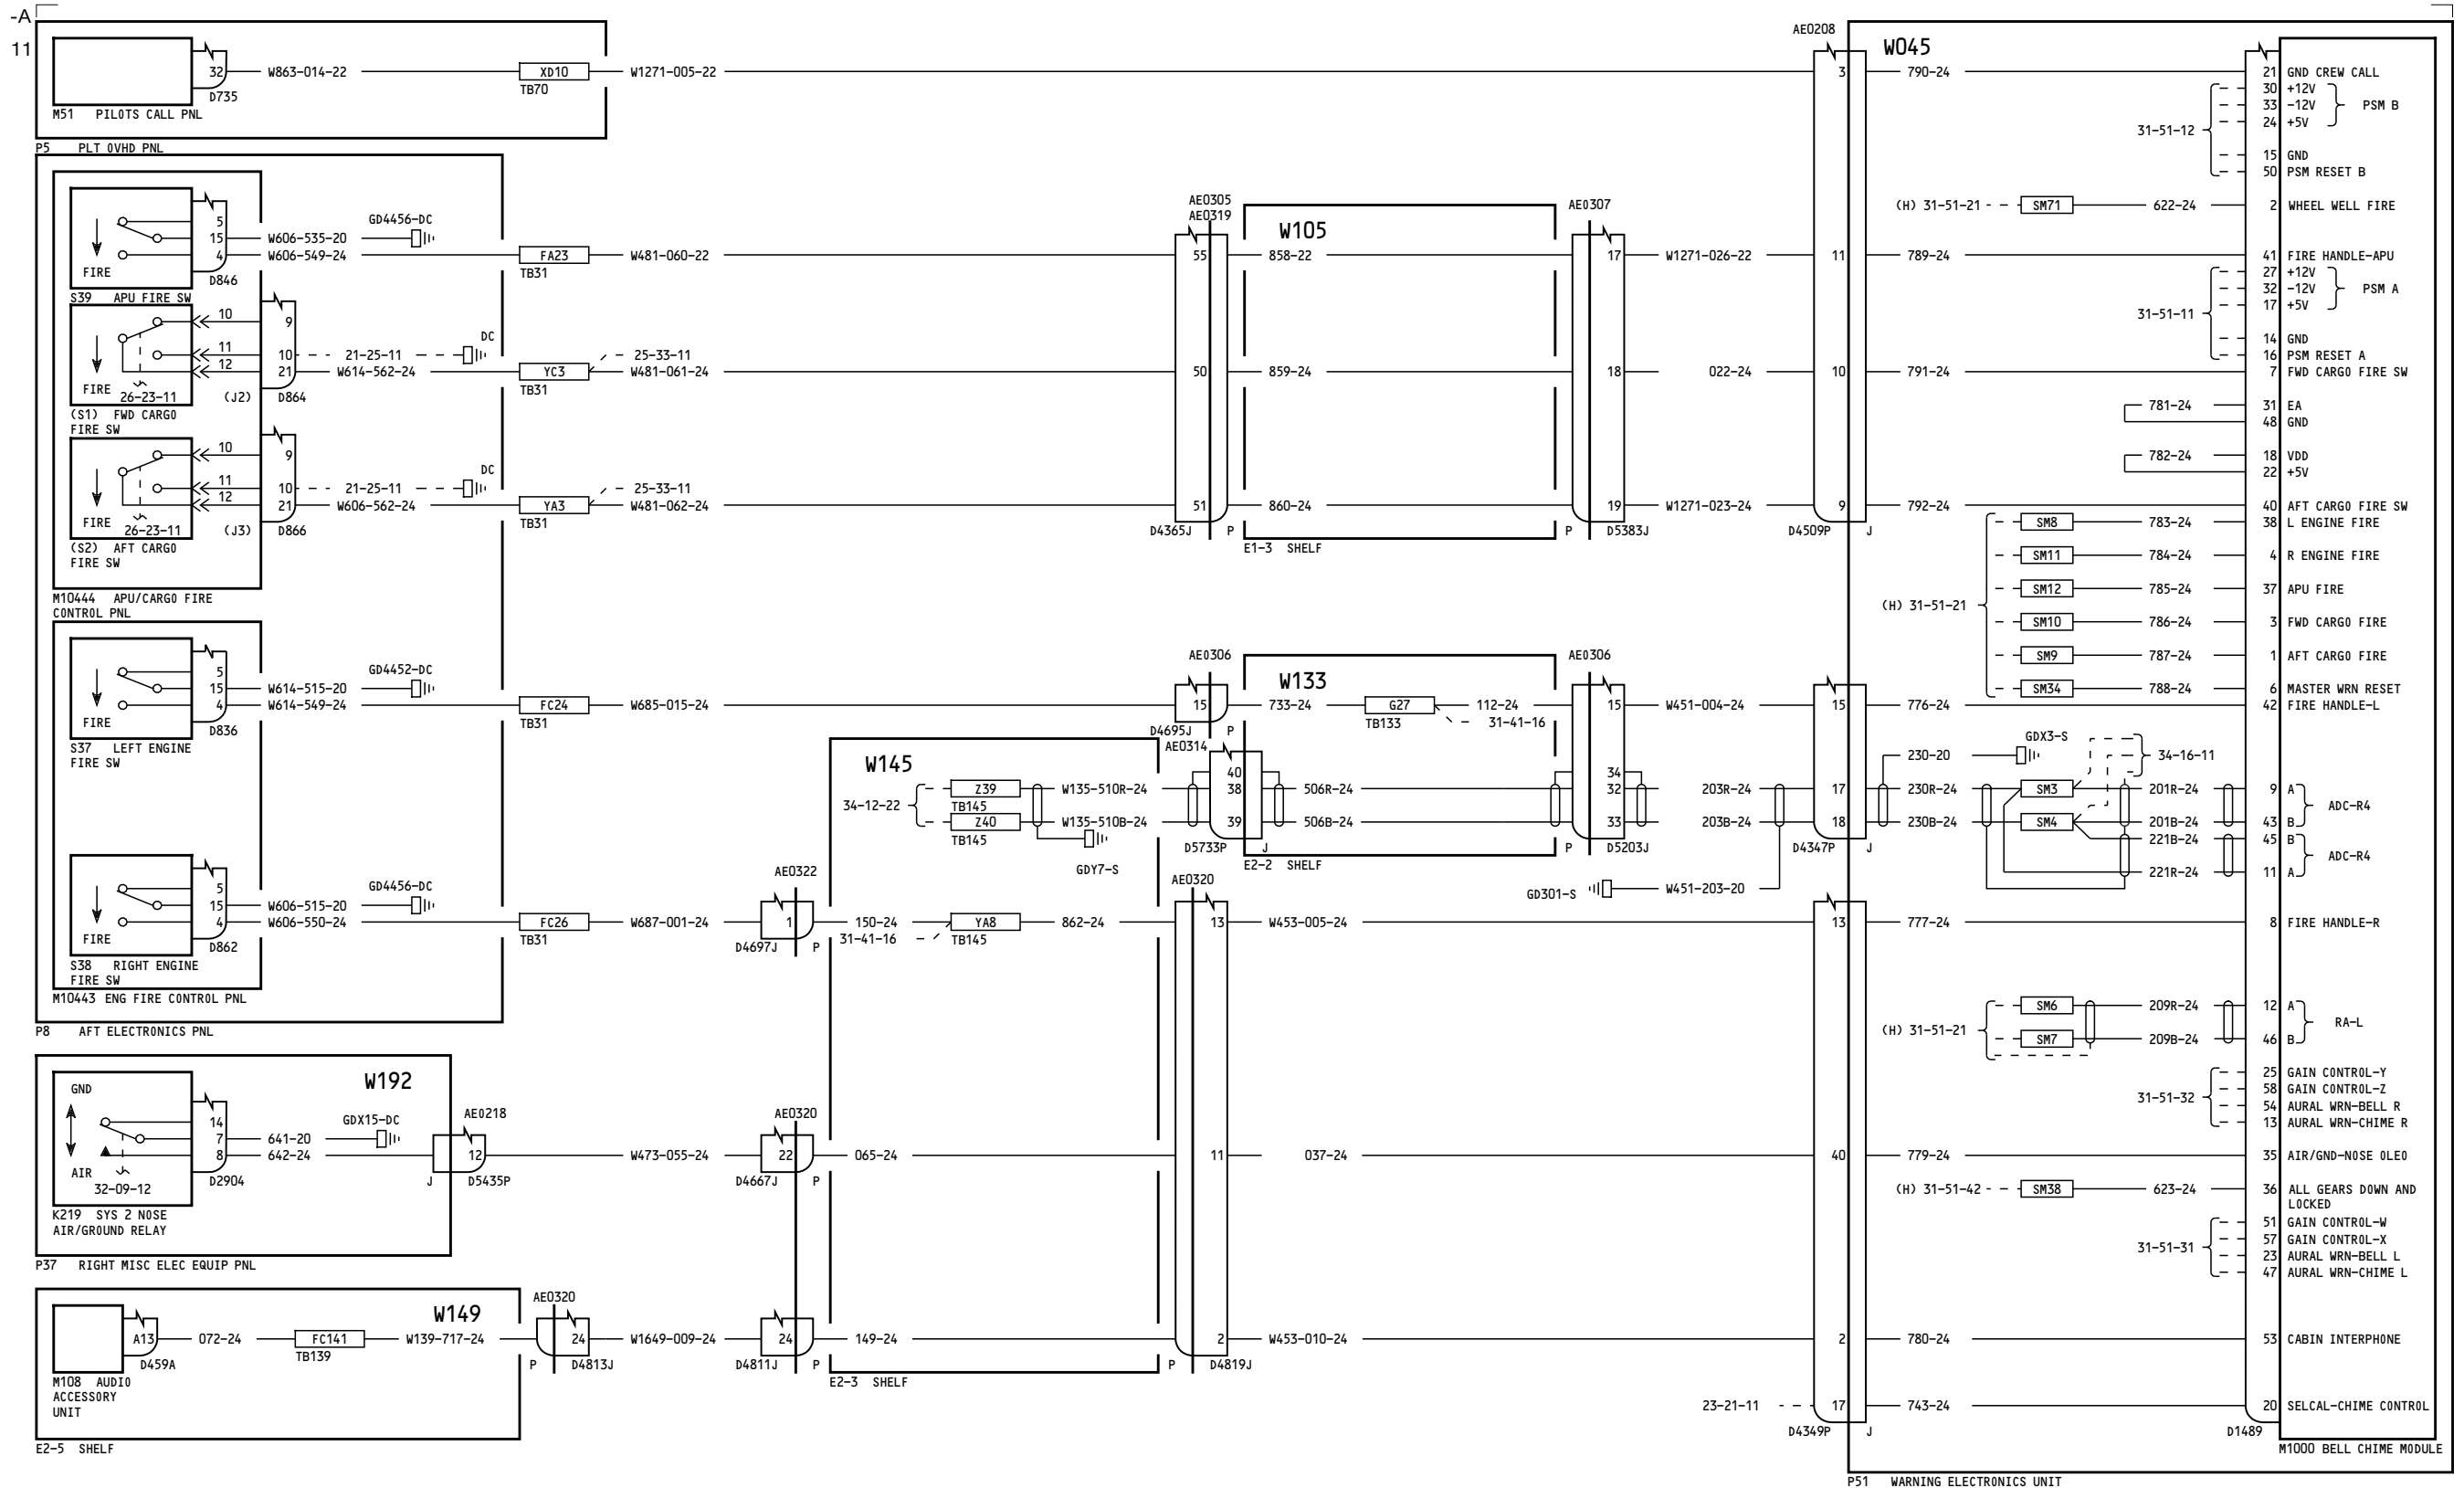 -A
11
32
W863-014-22
XD10
W1271-005-22
D735
TB70
M51 PILOTS CALL PNL
P5 PLT OVHD PNL
AE0208
3
W045
790-24
21 GND CREW CALL
30 +12V
33 -12V
24 +5V
PSM B
31-51-12
15 GND
50 PSM RESET B
5
15
4
FIRE
GD4456-DC
W606-535-20
W606-549-24
D846
S39 APU FIRE SW
FA23
TB31
W481-060-22
AE0305
AE0319
55
W105
858-22
AE0307
17
W1271-026-22
11
789-24
(H) 31-51-21
SM71
622-24
2 WHEEL WELL FIRE
41 FIRE HANDLE-APU
27 +12V
32 -12V
17 +5V
PSM A
31-51-11
14 GND
16 PSM RESET A
10
11
12
9
10
21
21-25-11
DC
W614-562-24
YC3
TB31
25-33-11
W481-061-24
50
859-24
18
022-24
10
791-24
7 FWD CARGO FIRE SW
FIRE
26-23-11
(J2)
D864
(S1) FWD CARGO
FIRE SW
781-24
31 EA
48 GND
782-24
18 VDD
22 +5V
10
11
12
9
10
21
21-25-11
DC
W606-562-24
YA3
TB31
25-33-11
W481-062-24
51
860-24
19
W1271-023-24
9
792-24
40 AFT CARGO FIRE SW
FIRE
26-23-11
(J3)
D866
(S2) AFT CARGO
FIRE SW
D4365J
P
E1-3 SHELF
P
D5383J
D4509P
J
M10444 APU/CARGO FIRE
CONTROL PNL
(H) 31-51-21
SM8
783-24
38 L ENGINE FIRE
SM11
784-24
4 R ENGINE FIRE
SM12
785-24
37 APU FIRE
SM10
786-24
3 FWD CARGO FIRE
SM9
787-24
1 AFT CARGO FIRE
SM34
788-24
6 MASTER WRN RESET
5
15
4
FIRE
GD4452-DC
W614-515-20
W614-549-24
D836
S37 LEFT ENGINE
FIRE SW
FC24
TB31
W685-015-24
AE0306
15
D4695J
P
W133
733-24
G27
TB133
112-24
31-41-16
AE0306
15
W451-004-24
15
776-24
42 FIRE HANDLE-L
W145
34-12-22
Z39
TB145
W135-510R-24
Z40
TB145
W135-510B-24
GDY7-S
AE0314
40
38
39
D5733P
J
506R-24
506B-24
E2-2 SHELF
34
32
33
P
D5203J
203R-24
203B-24
17
18
D4347P
J
GD301-S
W451-203-20
230-20
GDX3-S
230R-24
230B-24
SM3
SM4
34-16-11
201R-24
201B-24
221B-24
221R-24
9 A
43 B
ADC-R4
45 B
11 A
ADC-R4
5
15
4
FIRE
GD4456-DC
W606-515-20
W606-550-24
D862
S38 RIGHT ENGINE
FIRE SW
M10443 ENG FIRE CONTROL PNL
P8 AFT ELECTRONICS PNL
FC26
TB31
W687-001-24
AE0322
1
D4697J
P
150-24
31-41-16
YA8
TB145
862-24
AE0320
13
W453-005-24
13
777-24
8 FIRE HANDLE-R
(H) 31-51-21
SM6
209R-24
12 A
SM7
209B-24
46 B
RA-L
31-51-32
25 GAIN CONTROL-Y
58 GAIN CONTROL-Z
54 AURAL WRN-BELL R
13 AURAL WRN-CHIME R
GND
AIR
32-09-12
14
7
8
D2904
W192
GDX15-DC
641-20
642-24
K219 SYS 2 NOSE
AIR/GROUND RELAY
P37 RIGHT MISC ELEC EQUIP PNL
AE0218
12
J
D5435P
W473-055-24
AE0320
22
D4667J
P
065-24
11
037-24
40
779-24
35 AIR/GND-NOSE OLEO
(H) 31-51-42
SM38
623-24
36 ALL GEARS DOWN AND
LOCKED
31-51-31
51 GAIN CONTROL-W
57 GAIN CONTROL-X
23 AURAL WRN-BELL L
47 AURAL WRN-CHIME L
W149
A13
D459A
072-24
FC141
TB139
W139-717-24
AE0320
24
P
D4813J
W1649-009-24
24
D4811J
P
149-24
E2-3 SHELF
2
P
D4819J
W453-010-24
2
780-24
53 CABIN INTERPHONE
M108 AUDIO
ACCESSORY
UNIT
E2-5 SHELF
23-21-11
17
743-24
20 SELCAL-CHIME CONTROL
D4349P
J
D1489
M1000 BELL CHIME MODULE
P51 WARNING ELECTRONICS UNIT